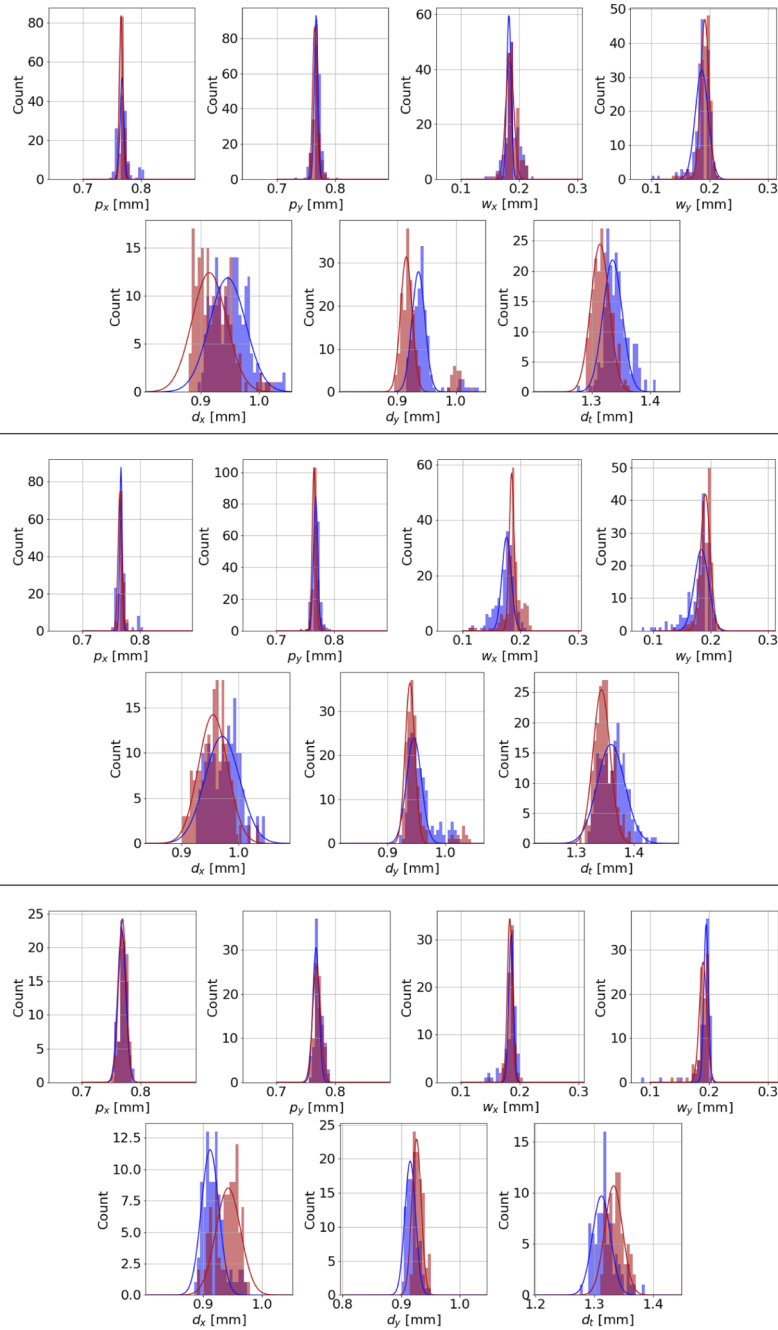 Count 80 60 40 20 0 0.7 0.8 p_x [mm]
Count 80 60 40 20 0 0.7 0.8 p_y [mm]
Count 60 40 20 0 0.1 0.2 0.3 w_x [mm]
Count 50 40 30 20 10 0 0.1 0.2 0.3 w_y [mm]
Count 15 10 5 0 0.9 1.0 d_x [mm]
Count 30 20 10 0 0.9 1.0 d_y [mm]
Count 25 20 15 10 5 0 1.3 1.4 d_t [mm]
Count 80 60 40 20 0 0.7 0.8 p_x [mm]
Count 100 80 60 40 20 0 0.7 0.8 p_y [mm]
Count 60 40 20 0 0.1 0.2 0.3 w_x [mm]
Count 50 40 30 20 10 0 0.1 0.2 0.3 w_y [mm]
Count 15 10 5 0 0.9 1.0 d_x [mm]
Count 30 20 10 0 0.9 1.0 d_y [mm]
Count 25 20 15 10 5 0 1.3 1.4 d_t [mm]
Count 25 20 15 10 5 0 0.7 0.8 p_x [mm]
Count 30 20 10 0 0.7 0.8 p_y [mm]
Count 30 20 10 0 0.1 0.2 0.3 w_x [mm]
Count 30 20 10 0 0.1 0.2 0.3 w_y [mm]
Count 12.5 10.0 7.5 5.0 2.5 0.0 0.9 1.0 d_x [mm]
Count 25 20 15 10 5 0 0.8 0.9 1.0 d_y [mm]
Count 15 10 5 0 1.2 1.3 1.4 d_t [mm]